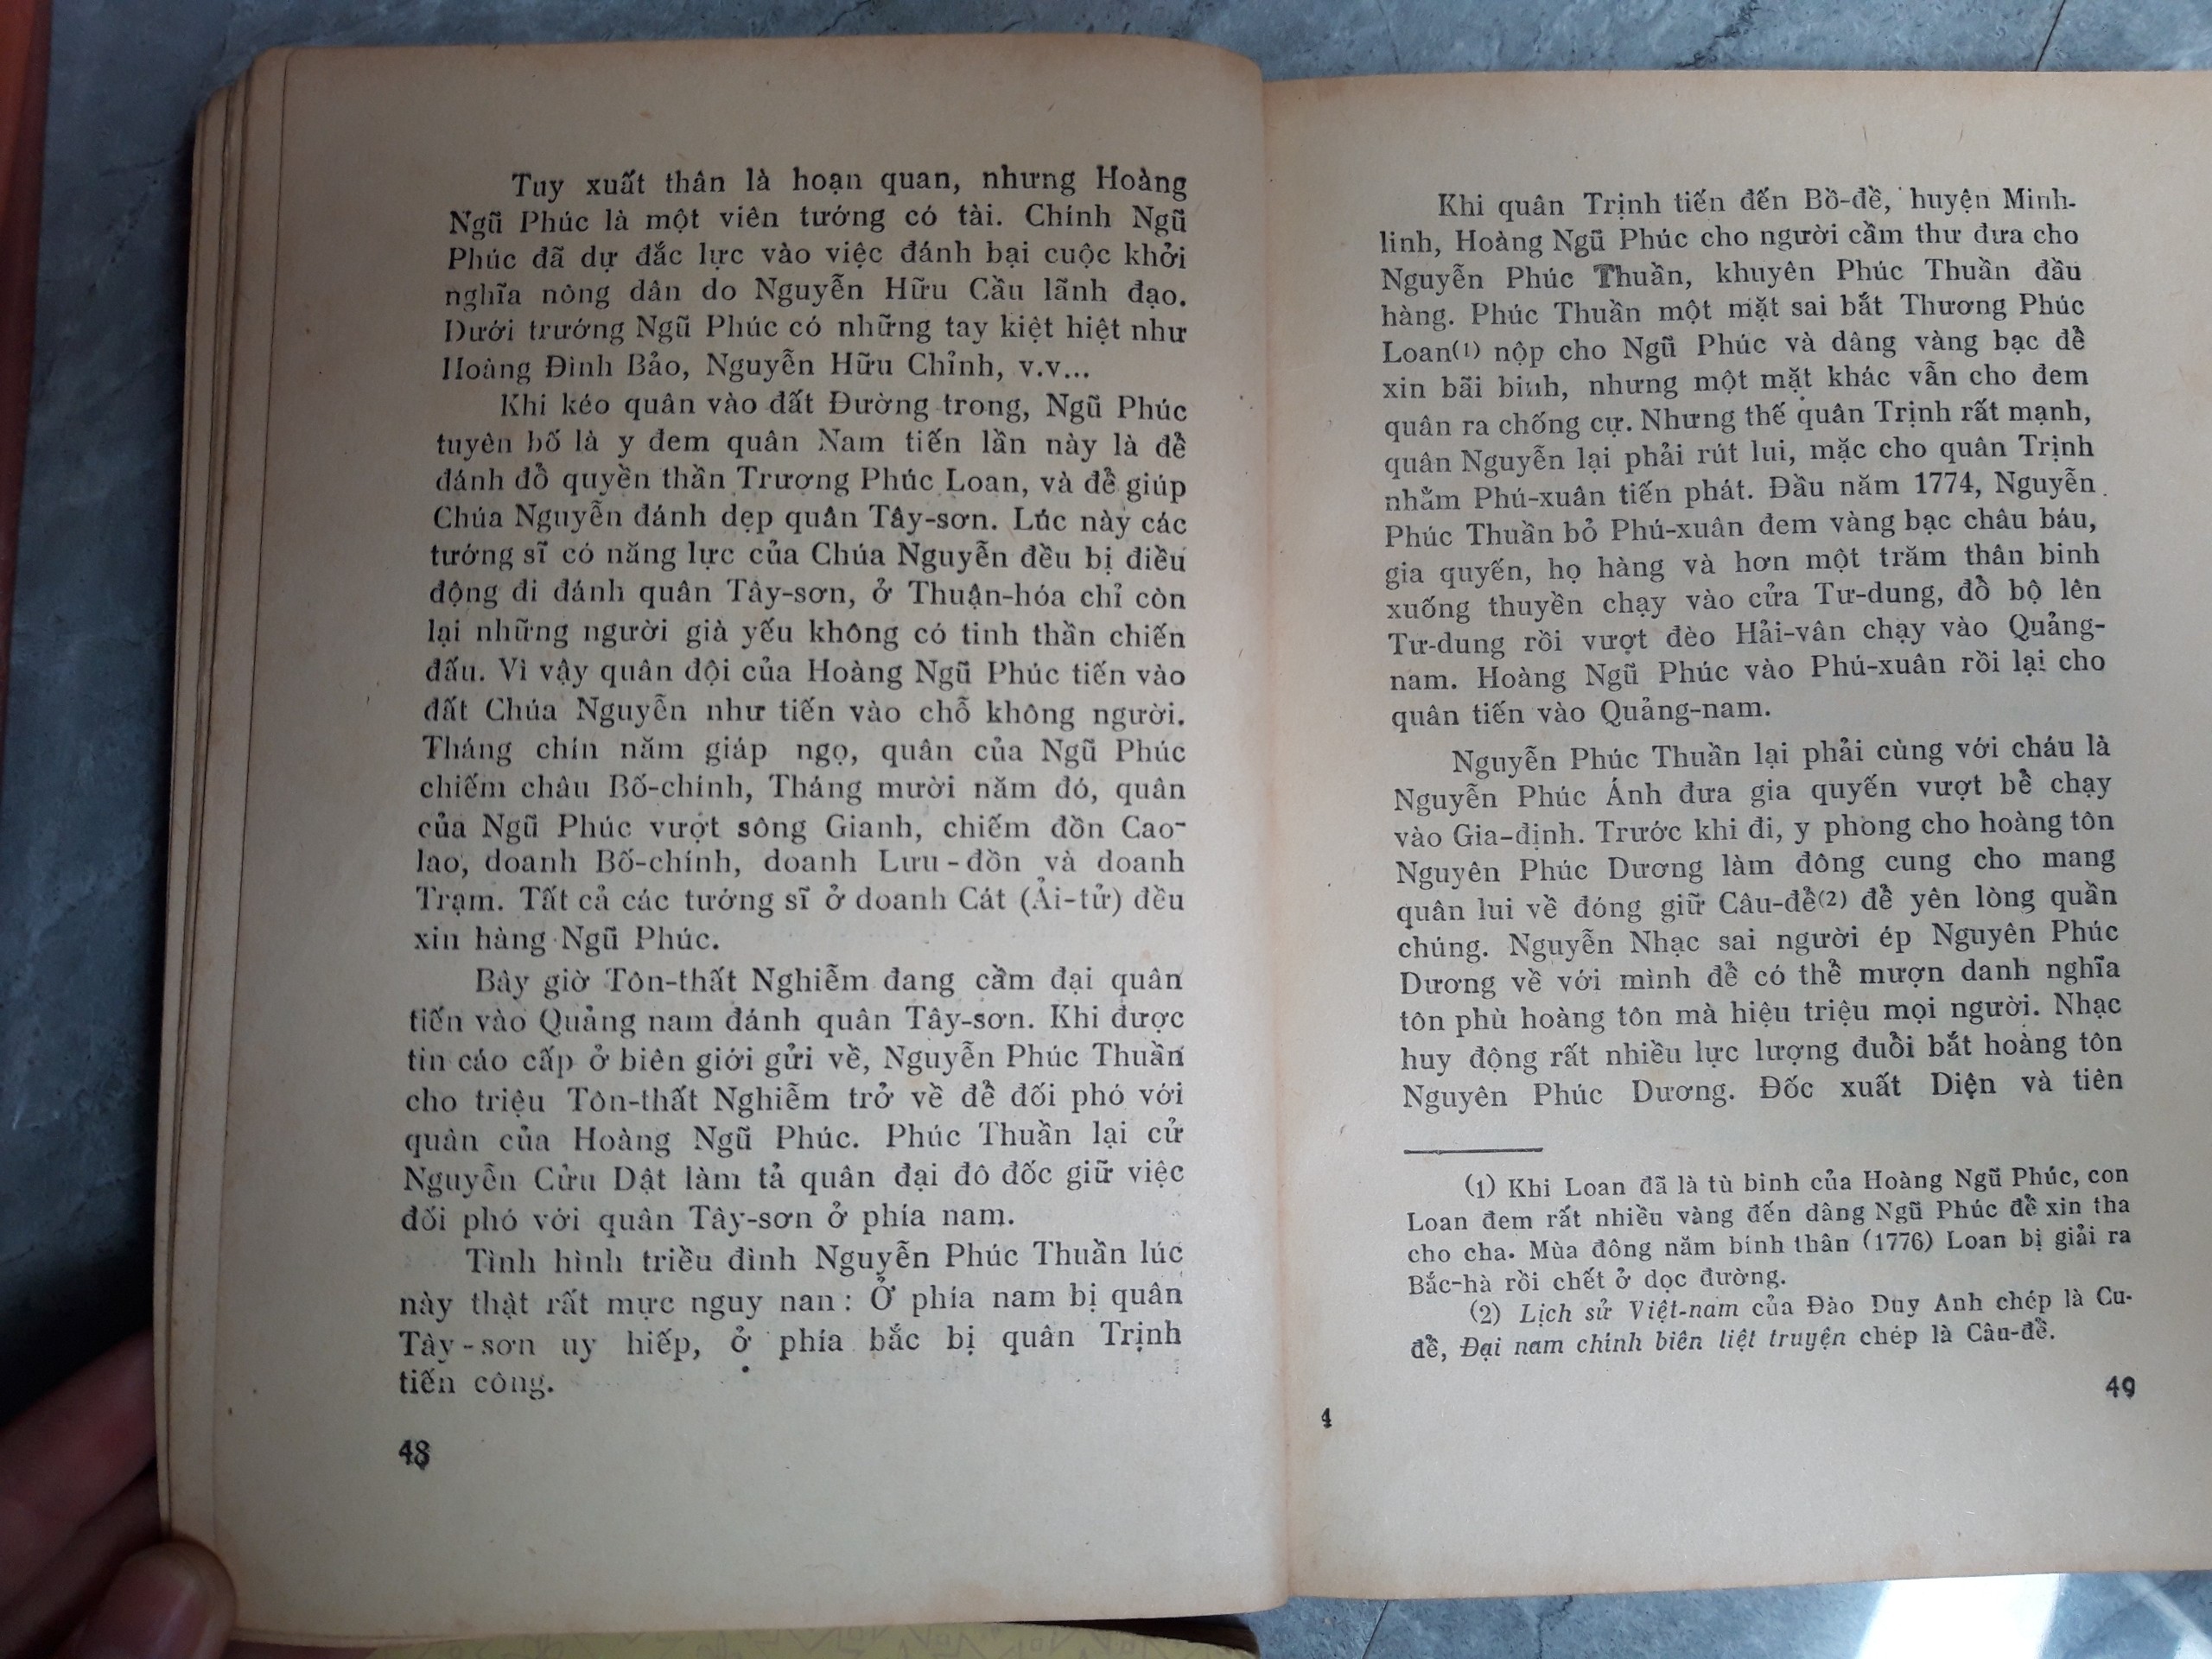 Tuy xuất thân là hoạn quan, nhưng Hoàng
Ngũ Phúc là một viên tướng có tài. Chính Ngũ
Phúc đã dự đắc lực vào việc đánh bại cuộc khởi
nghĩa nông dân do Nguyễn Hữu Cầu lãnh đạo.
Dưới trướng Ngũ Phúc có những tay kiệt hiệt như
Hoàng Đình Bảo, Nguyễn Hữu Chỉnh, v.v...
Khi kéo quân vào đất Đường trong, Ngũ Phúc
tuyên bố là y đem quân Nam tiến lần này là để
đánh đổ quyền thần Trương Phúc Loan, và để giúp
Chúa Nguyễn đánh dẹp quân Tây-sơn. Lúc này các
tướng sĩ có năng lực của Chúa Nguyễn đều bị điều
động đi đánh quân Tây-sơn, ở Thuận-hóa chỉ còn
lại những người già yếu không có tinh thần chiến
đấu. Vì vậy quân đội của Hoàng Ngũ Phúc tiến vào
đất Chúa Nguyễn như tiến vào chỗ không người.
Tháng chín năm giáp ngọ, quân của Ngũ Phúc
chiếm châu Bố-chính, Tháng mười năm đó, quân
của Ngũ Phúc vượt sông Gianh, chiếm đồn Cao-
lao, doanh Bố-chính, doanh Lưu-đồn và doanh
Trạm. Tất cả các tướng sĩ ở doanh Cát (Ải-tử) đều
xin hàng Ngũ Phúc.
Bây giờ Tôn-thất Nghiễm đang cầm đại quân
tiến vào Quảng nam đánh quân Tây-sơn. Khi được
tin cáo cấp ở biên giới gửi về, Nguyễn Phúc Thuần
cho triệu Tôn-thất Nghiễm trở về để đối phó với
quân của Hoàng Ngũ Phúc. Phúc Thuần lại cử
Nguyễn Cửu Dật làm tả quân đại đô đốc giữ việc
đối phó với quân Tây-sơn ở phía nam.
Tình hình triều đình Nguyễn Phúc Thuần lúc
này thật rất mực nguy nan: Ở phía nam bị quân
Tây-sơn uy hiếp, ở phía bắc bị quân Trịnh
tiến công.
48
Khi quân Trịnh tiến đến Bồ-đề, huyện Minh-
linh, Hoàng Ngũ Phúc cho người cầm thư đưa cho
Nguyễn Phúc Thuần, khuyên Phúc Thuần đầu
hàng. Phúc Thuần một mặt sai bắt Thương Phúc
Loan(1) nộp cho Ngũ Phúc và dâng vàng bạc để
xin bãi binh, nhưng một mặt khác vẫn cho đem
quân ra chống cự. Nhưng thế quân Trịnh rất mạnh,
quân Nguyễn lại phải rút lui, mặc cho quân Trịnh
nhằm Phú-xuân tiến phát. Đầu năm 1774, Nguyễn
Phúc Thuần bỏ Phú-xuân đem vàng bạc châu báu,
gia quyến, họ hàng và hơn một trăm thân binh
xuống thuyền chạy vào cửa Tư-dung, đổ bộ lên
Tư-dung rồi vượt đèo Hải-vân chạy vào Quảng-
nam. Hoàng Ngũ Phúc vào Phú-xuân rồi lại cho
quân tiến vào Quảng-nam.
Nguyễn Phúc Thuần lại phải cùng với cháu là
Nguyễn Phúc Ánh đưa gia quyến vượt bể chạy
vào Gia-định. Trước khi đi, y phong cho hoàng tôn
Nguyên Phúc Dương làm đông cung cho mang
quân lui về đóng giữ Câu-đề(2) để yên lòng quần
chúng. Nguyễn Nhạc sai người ép Nguyên Phúc
Dương về với mình để có thể mượn danh nghĩa
tôn phù hoàng tôn mà hiệu triệu mọi người. Nhạc
huy động rất nhiều lực lượng đuổi bắt hoàng tôn
Nguyên Phúc Dương. Đốc xuất Diện và tiên
(1) Khi Loan đã là tù binh của Hoàng Ngũ Phúc, con
Loan đem rất nhiều vàng đến dâng Ngũ Phúc để xin tha
cho cha. Mùa đông năm bính thân (1776) Loan bị giải ra
Bắc-hà rồi chết ở dọc đường.
(2) Lịch sử Việt-nam của Đào Duy Anh chép là Cu-
đề, Đại nam chính biên liệt truyện chép là Câu-đề.
49
4